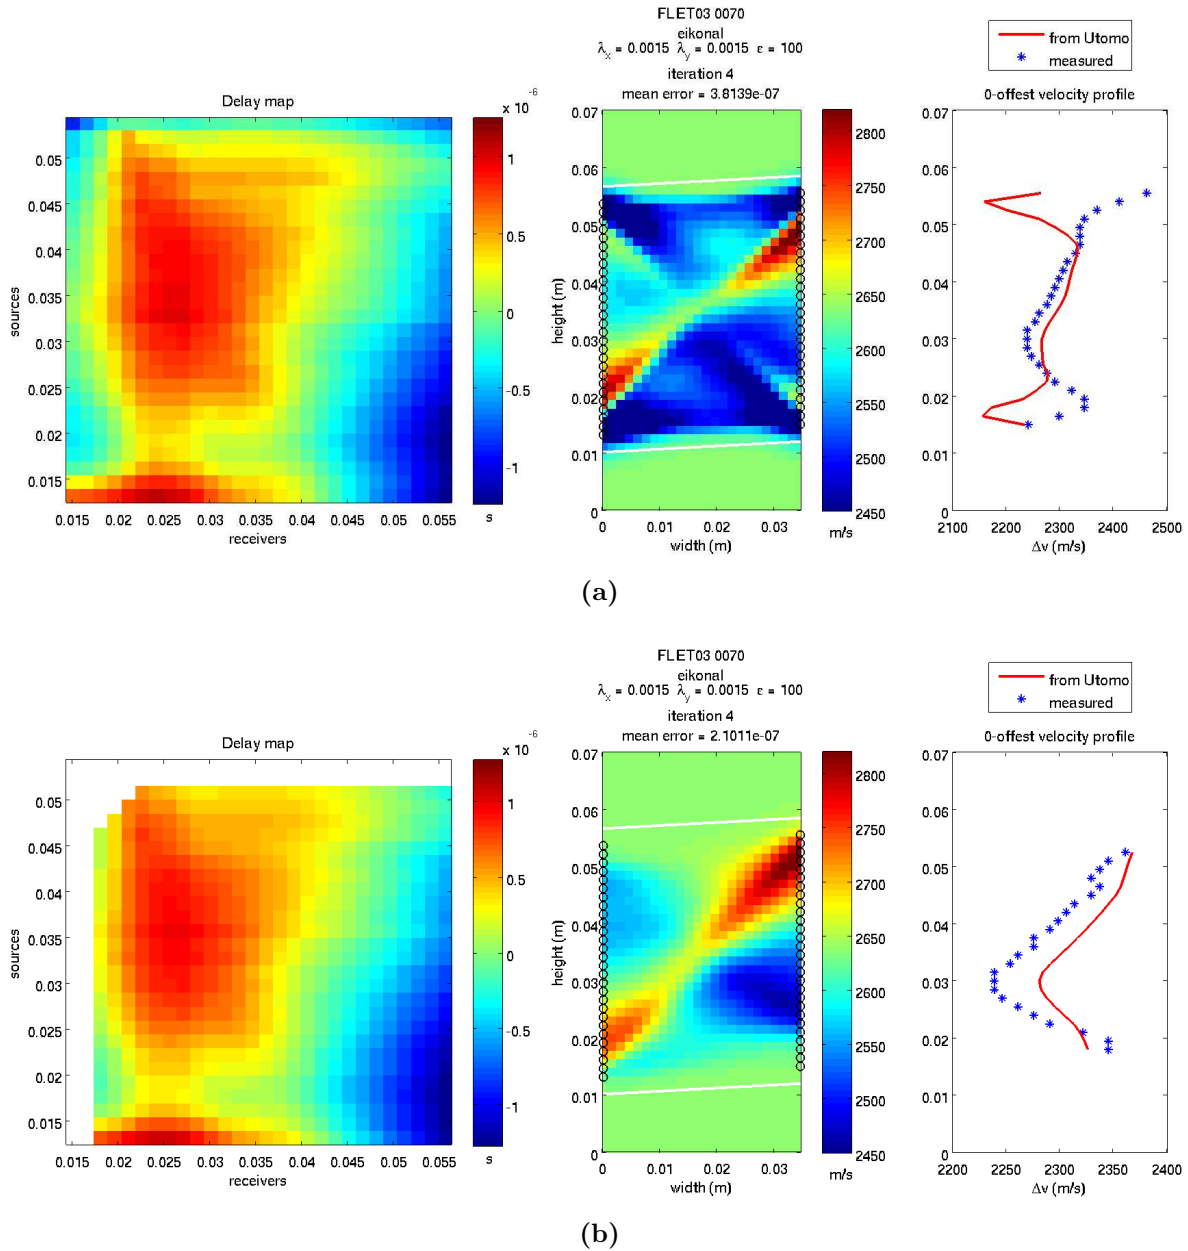 FLET03 0070
eikonal
λx = 0.0015 λy = 0.0015 ε = 100
iteration 4
mean error = 3.8139e-07
from Utomo
measured
Delay map
x 10^-6
0-offest velocity profile
sources
0.05
0.045
0.04
0.035
0.03
0.025
0.02
0.015
0.015 0.02 0.025 0.03 0.035 0.04 0.045 0.05 0.055
receivers
1
0.5
0
-0.5
-1
s
height (m)
0.07
0.06
0.05
0.04
0.03
0.02
0.01
0
0 0.01 0.02 0.03
width (m)
2800
2750
2700
2650
2600
2550
2500
2450
m/s
0.07
0.06
0.05
0.04
0.03
0.02
0.01
0
2100 2200 2300 2400 2500
Δv (m/s)
(a)
FLET03 0070
eikonal
λx = 0.0015 λy = 0.0015 ε = 100
iteration 4
mean error = 2.1011e-07
from Utomo
measured
Delay map
x 10^-6
0-offest velocity profile
sources
0.05
0.045
0.04
0.035
0.03
0.025
0.02
0.015
0.015 0.02 0.025 0.03 0.035 0.04 0.045 0.05 0.055
receivers
1
0.5
0
-0.5
-1
s
height (m)
0.07
0.06
0.05
0.04
0.03
0.02
0.01
0
0 0.01 0.02 0.03
width (m)
2800
2750
2700
2650
2600
2550
2500
2450
m/s
0.07
0.06
0.05
0.04
0.03
0.02
0.01
0
2200 2250 2300 2350 2400
Δv (m/s)
(b)